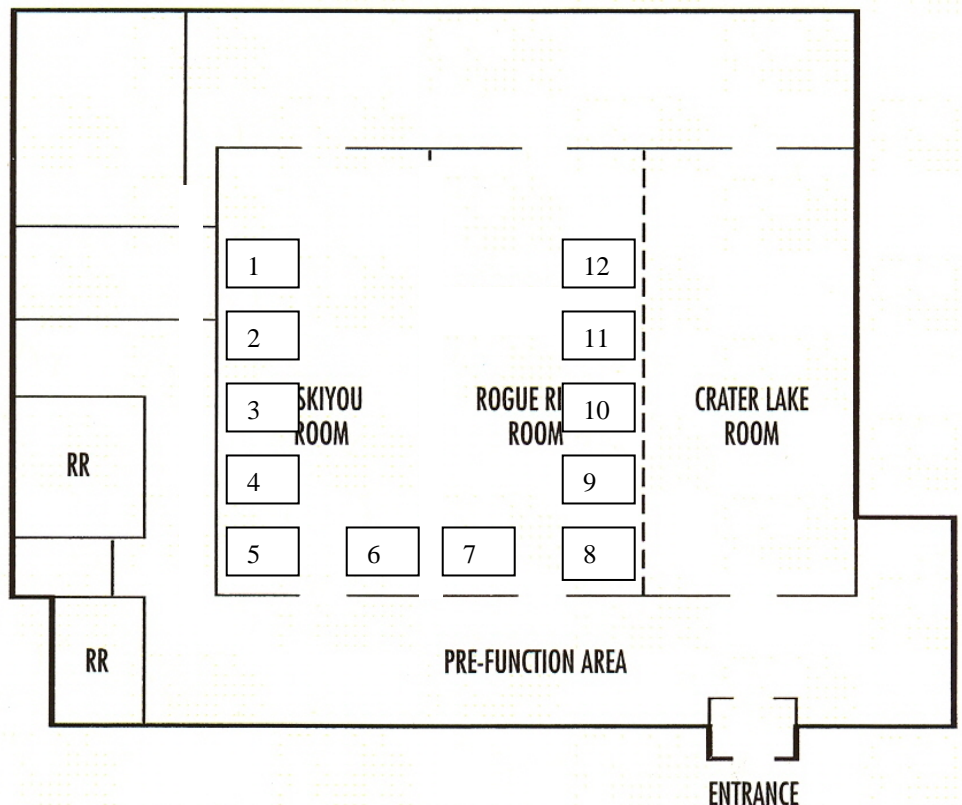 1
12
2
11
3
SKIYOU
ROOM
ROGUE RI
ROOM
10
CRATER LAKE
ROOM
RR
4
9
5
6
7
8
RR
PRE-FUNCTION AREA
ENTRANCE